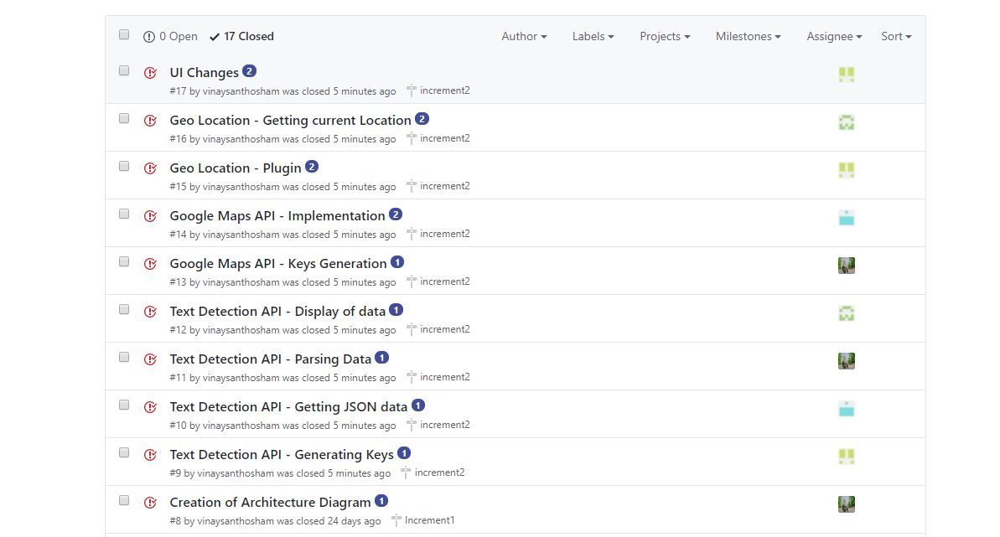 0 Open 17 Closed Author Labels Projects Milestones Assignee Sort
UI Changes 2
#17 by vinaysanthosham was closed 5 minutes ago increment2
Geo Location - Getting current Location 2
#16 by vinaysanthosham was closed 5 minutes ago increment2
Geo Location - Plugin 2
#15 by vinaysanthosham was closed 5 minutes ago increment2
Google Maps API - Implementation 2
#14 by vinaysanthosham was closed 5 minutes ago increment2
Google Maps API - Keys Generation 1
#13 by vinaysanthosham was closed 5 minutes ago increment2
Text Detection API - Display of data 1
#12 by vinaysanthosham was closed 5 minutes ago increment2
Text Detection API - Parsing Data 1
#11 by vinaysanthosham was closed 5 minutes ago increment2
Text Detection API - Getting JSON data 1
#10 by vinaysanthosham was closed 5 minutes ago increment2
Text Detection API - Generating Keys 1
#9 by vinaysanthosham was closed 5 minutes ago increment2
Creation of Architecture Diagram 1
#8 by vinaysanthosham was closed 24 days ago Increment1